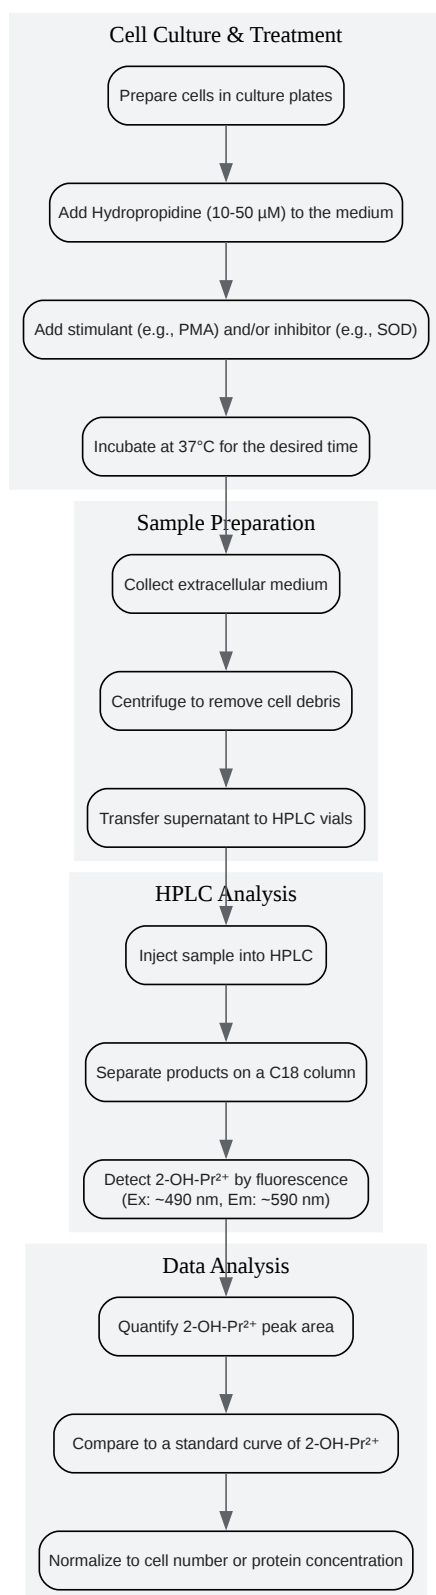 Cell Culture & Treatment
Prepare cells in culture plates
Add Hydropropidine (10-50 µM) to the medium
Add stimulant (e.g., PMA) and/or inhibitor (e.g., SOD)
Incubate at 37°C for the desired time
Sample Preparation
Collect extracellular medium
Centrifuge to remove cell debris
Transfer supernatant to HPLC vials
HPLC Analysis
Inject sample into HPLC
Separate products on a C18 column
Detect 2-OH-Pr²⁺ by fluorescence
(Ex: ~490 nm, Em: ~590 nm)
Data Analysis
Quantify 2-OH-Pr²⁺ peak area
Compare to a standard curve of 2-OH-Pr²⁺
Normalize to cell number or protein concentration